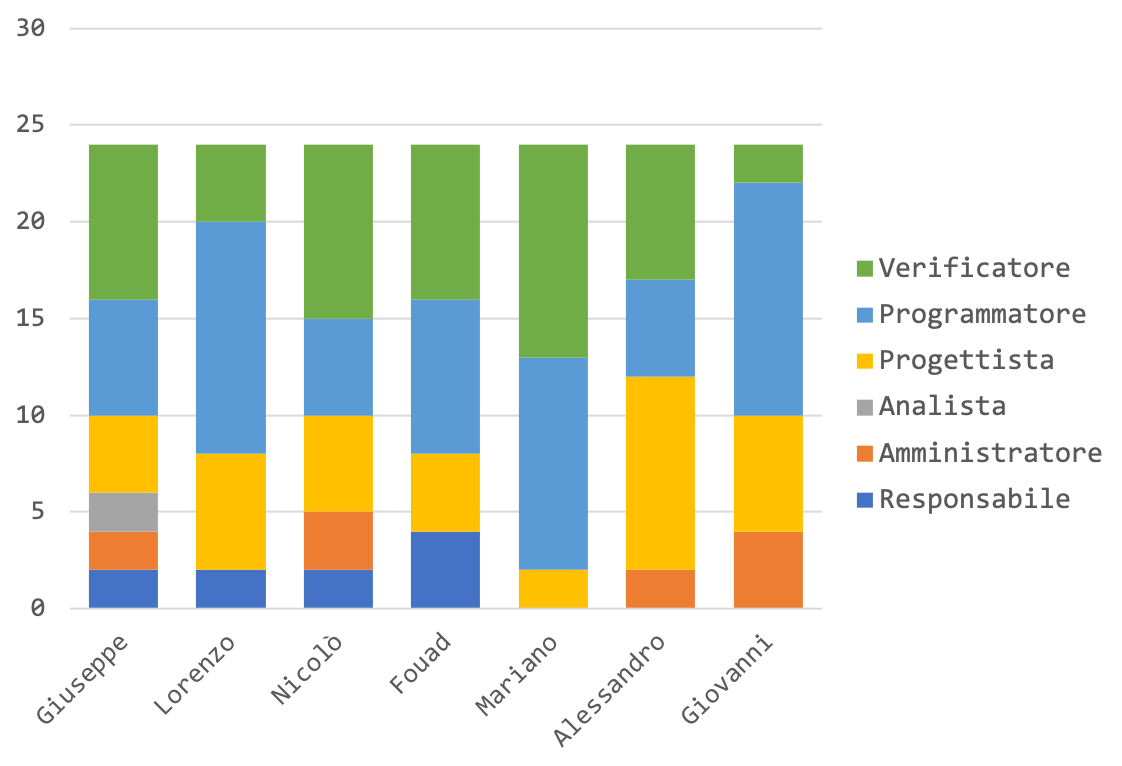 30
25
20
15
10
5
0
Giuseppe
Lorenzo
Nicolò
Fouad
Mariano
Alessandro
Giovanni
Verificatore
Programmatore
Progettista
Analista
Amministratore
Responsabile